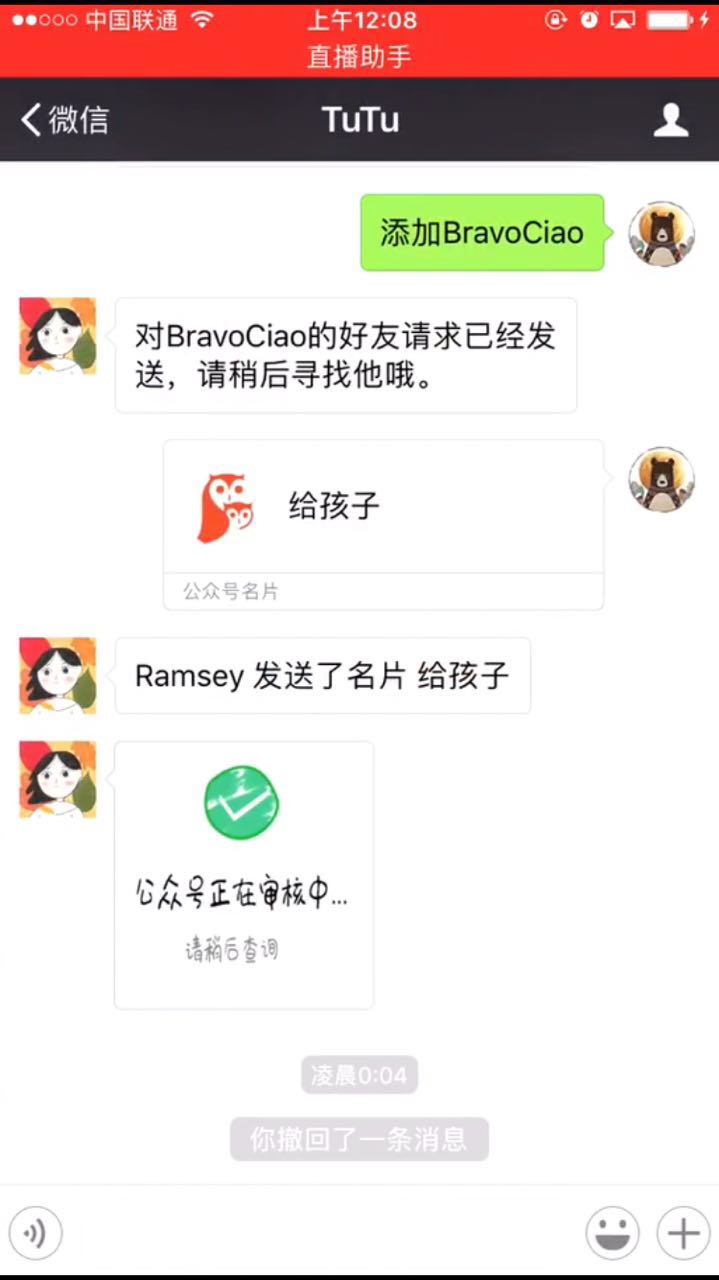 中国联通
上午12:08
直播助手
微信
TuTu
添加BravoCiao
对BravoCiao的好友请求已经发
送，请稍后寻找他哦。
给孩子
公众号名片
Ramsey 发送了名片 给孩子
公众号正在审核中...
请稍后查询
凌晨0:04
你撤回了一条消息